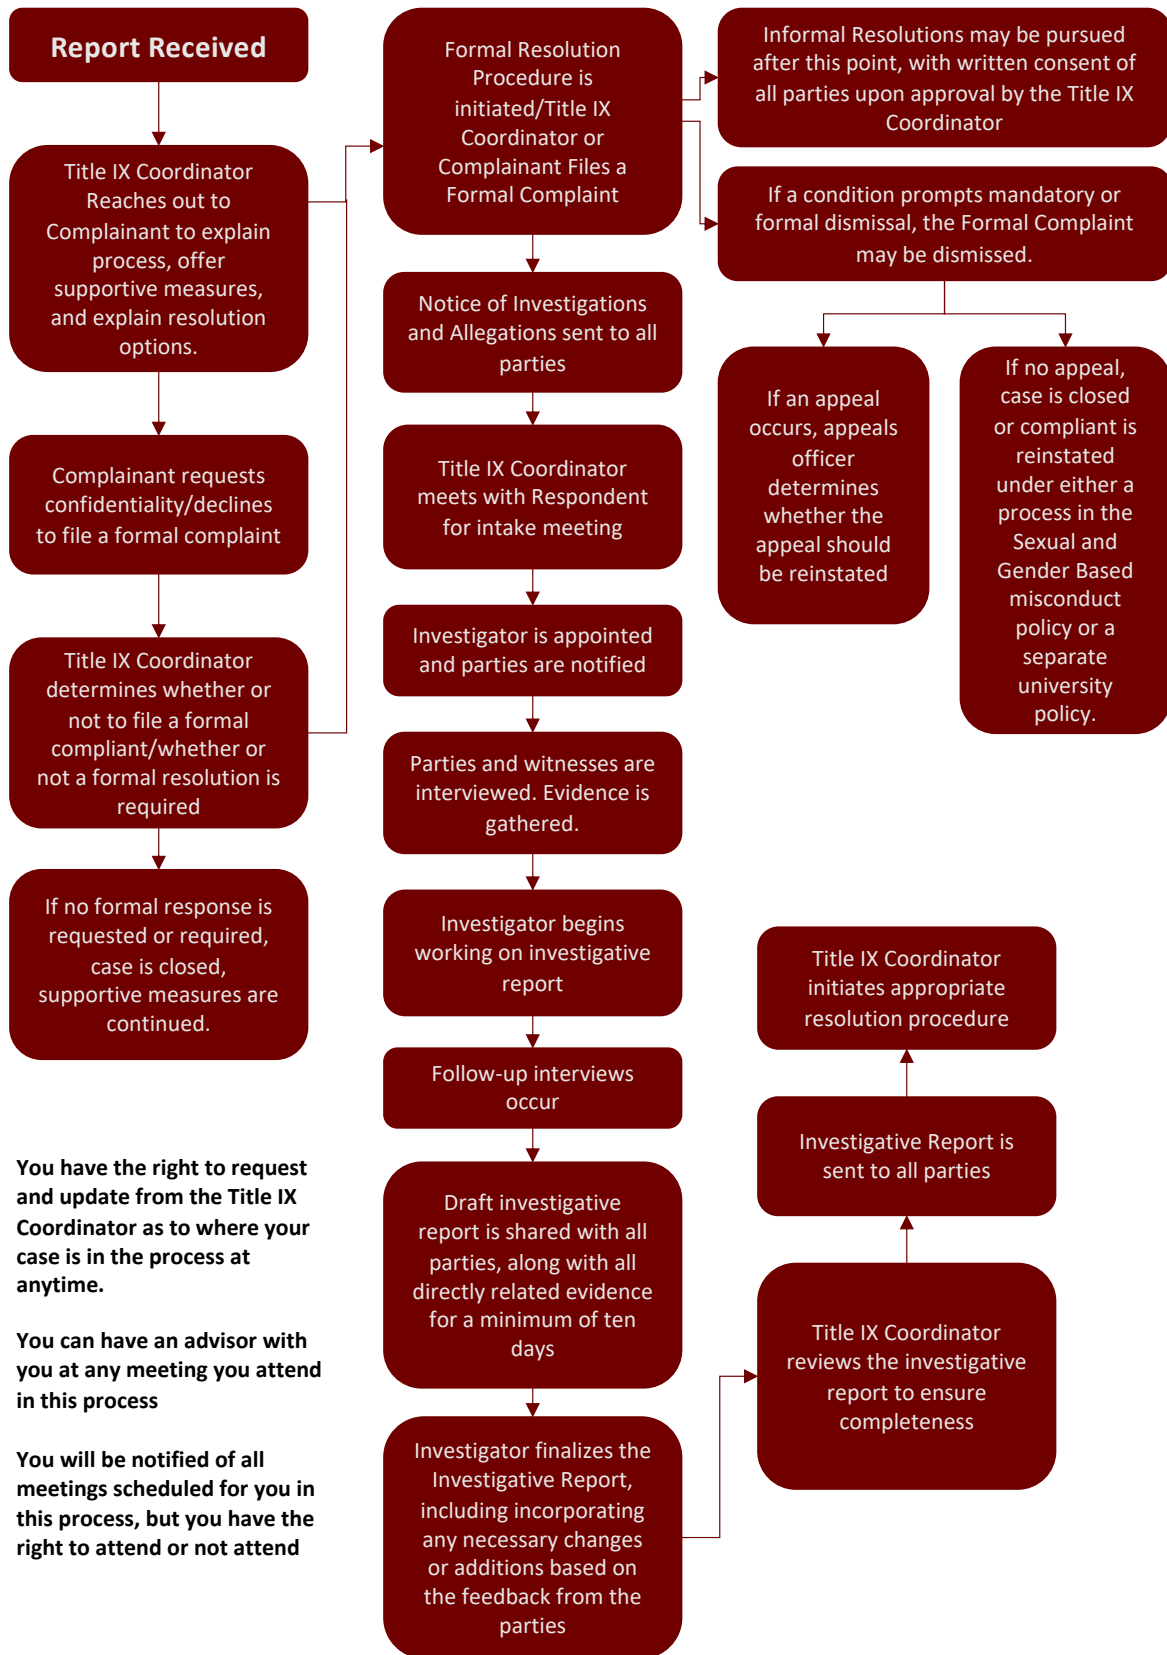 Report Received
Title IX Coordinator
Reaches out to
Complainant to explain
process, offer
supportive measures,
and explain resolution
options.
Complainant requests
confidentiality/declines
to file a formal complaint
Title IX Coordinator
determines whether or
not to file a formal
compliant/whether or
not a formal resolution is
required
If no formal response is
requested or required,
case is closed,
supportive measures are
continued.
You have the right to request
and update from the Title IX
Coordinator as to where your
case is in the process at
anytime.
You can have an advisor with
you at any meeting you attend
in this process
You will be notified of all
meetings scheduled for you in
this process, but you have the
right to attend or not attend
Formal Resolution
Procedure is
initiated/Title IX
Coordinator or
Complainant Files a
Formal Complaint
Notice of Investigations
and Allegations sent to all
parties
Title IX Coordinator
meets with Respondent
for intake meeting
Investigator is appointed
and parties are notified
Parties and witnesses are
interviewed. Evidence is
gathered.
Investigator begins
working on investigative
report
Follow-up interviews
occur
Draft investigative
report is shared with all
parties, along with all
directly related evidence
for a minimum of ten
days
Investigator finalizes the
Investigative Report,
including incorporating
any necessary changes
or additions based on
the feedback from the
parties
Informal Resolutions may be pursued
after this point, with written consent of
all parties upon approval by the Title IX
Coordinator
If a condition prompts mandatory or
formal dismissal, the Formal Complaint
may be dismissed.
If an appeal
occurs, appeals
officer
determines
whether the
appeal should
be reinstated
If no appeal,
case is closed
or compliant is
reinstated
under either a
process in the
Sexual and
Gender Based
misconduct
policy or a
separate
university
policy.
Title IX Coordinator
initiates appropriate
resolution procedure
Investigative Report is
sent to all parties
Title IX Coordinator
reviews the investigative
report to ensure
completeness